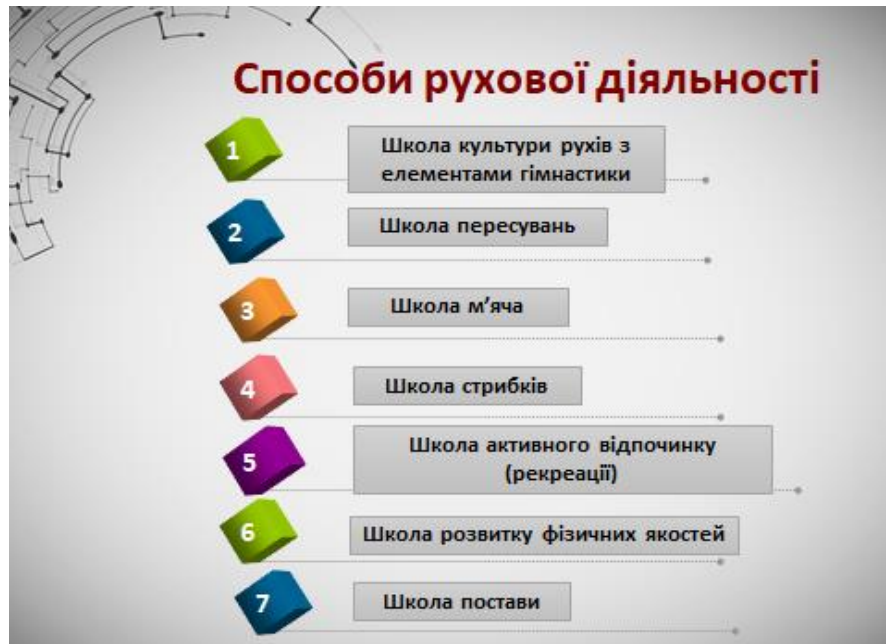 Способи рухової діяльності
1
Школа культури рухів з
елементами гімнастики
2
Школа пересувань
3
Школа м’яча
4
Школа стрибків
5
Школа активного відпочинку
(рекреації)
6
Школа розвитку фізичних якостей
7
Школа постави